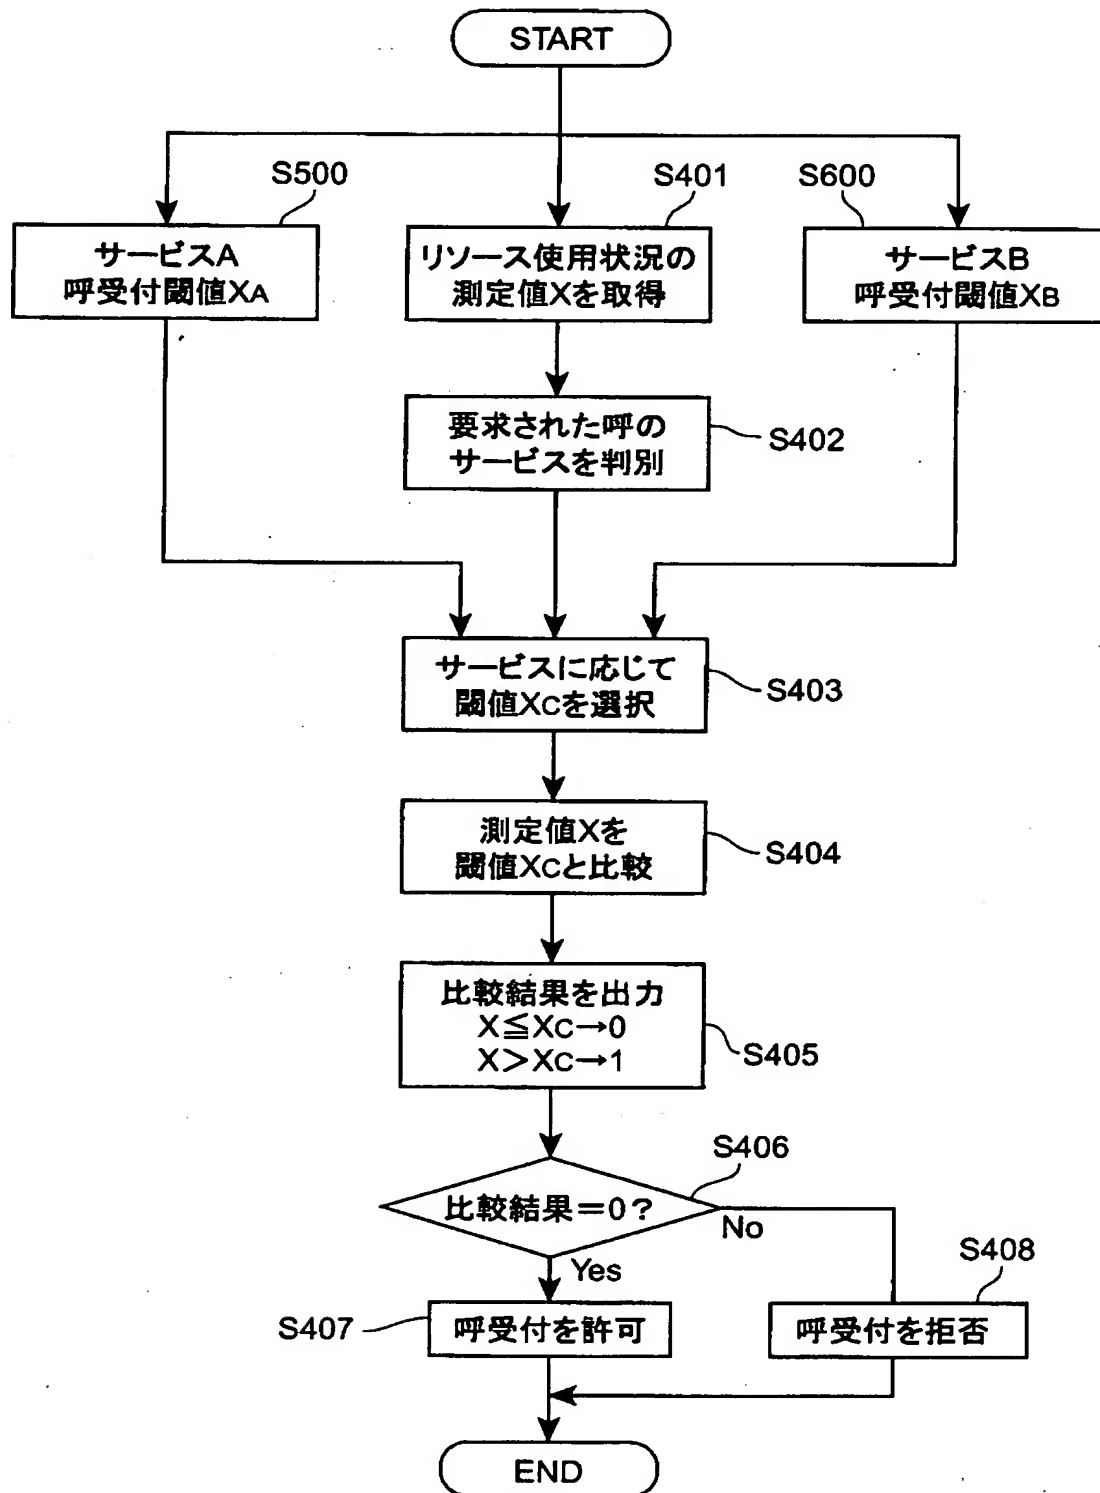 START
S500
S401
S600
サービスA
呼受付閾値XA
リソース使用状況の
測定値Xを取得
サービスB
呼受付閾値XB
要求された呼の
サービスを判別
S402
サービスに応じて
閾値XCを選択
S403
測定値Xを
閾値XCと比較
S404
比較結果を出力
X≦XC→0
X>XC→1
S405
S406
比較結果=0?
No
Yes
S408
S407
呼受付を許可
呼受付を拒否
END